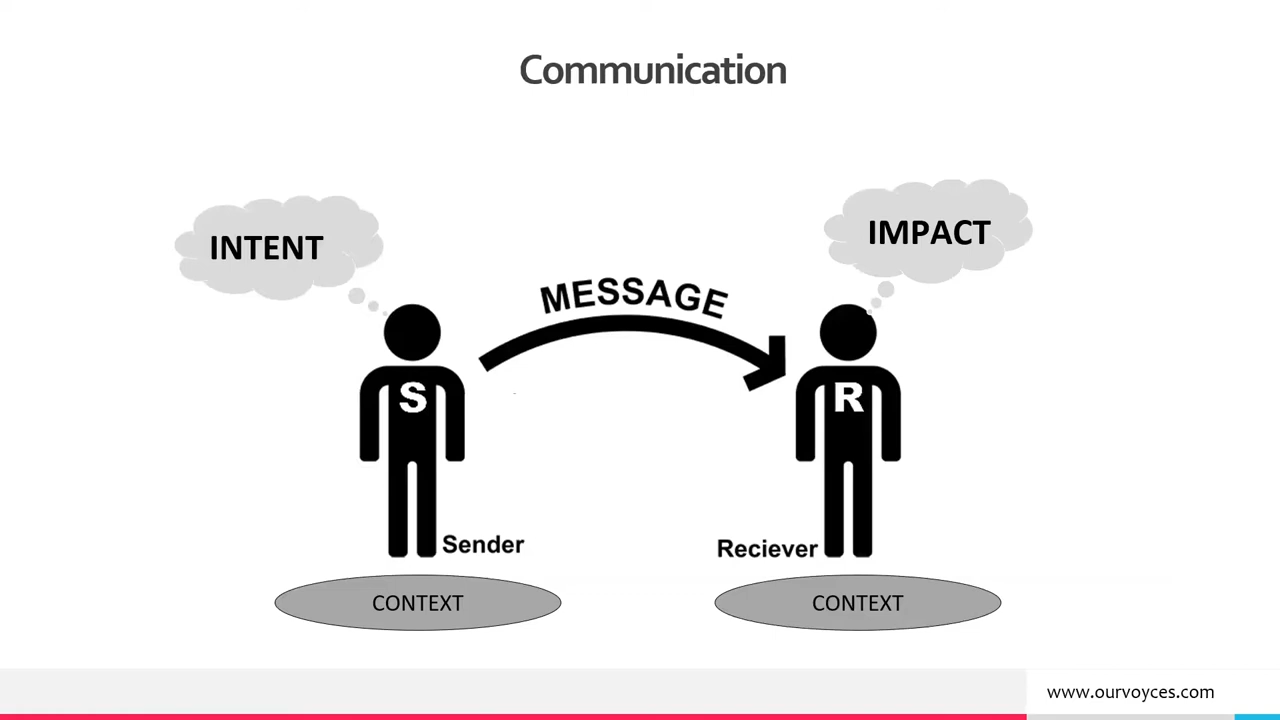 Communication
INTENT
IMPACT
MESSAGE
S
R
Sender
Reciever
CONTEXT
CONTEXT
www.ourvoyces.com